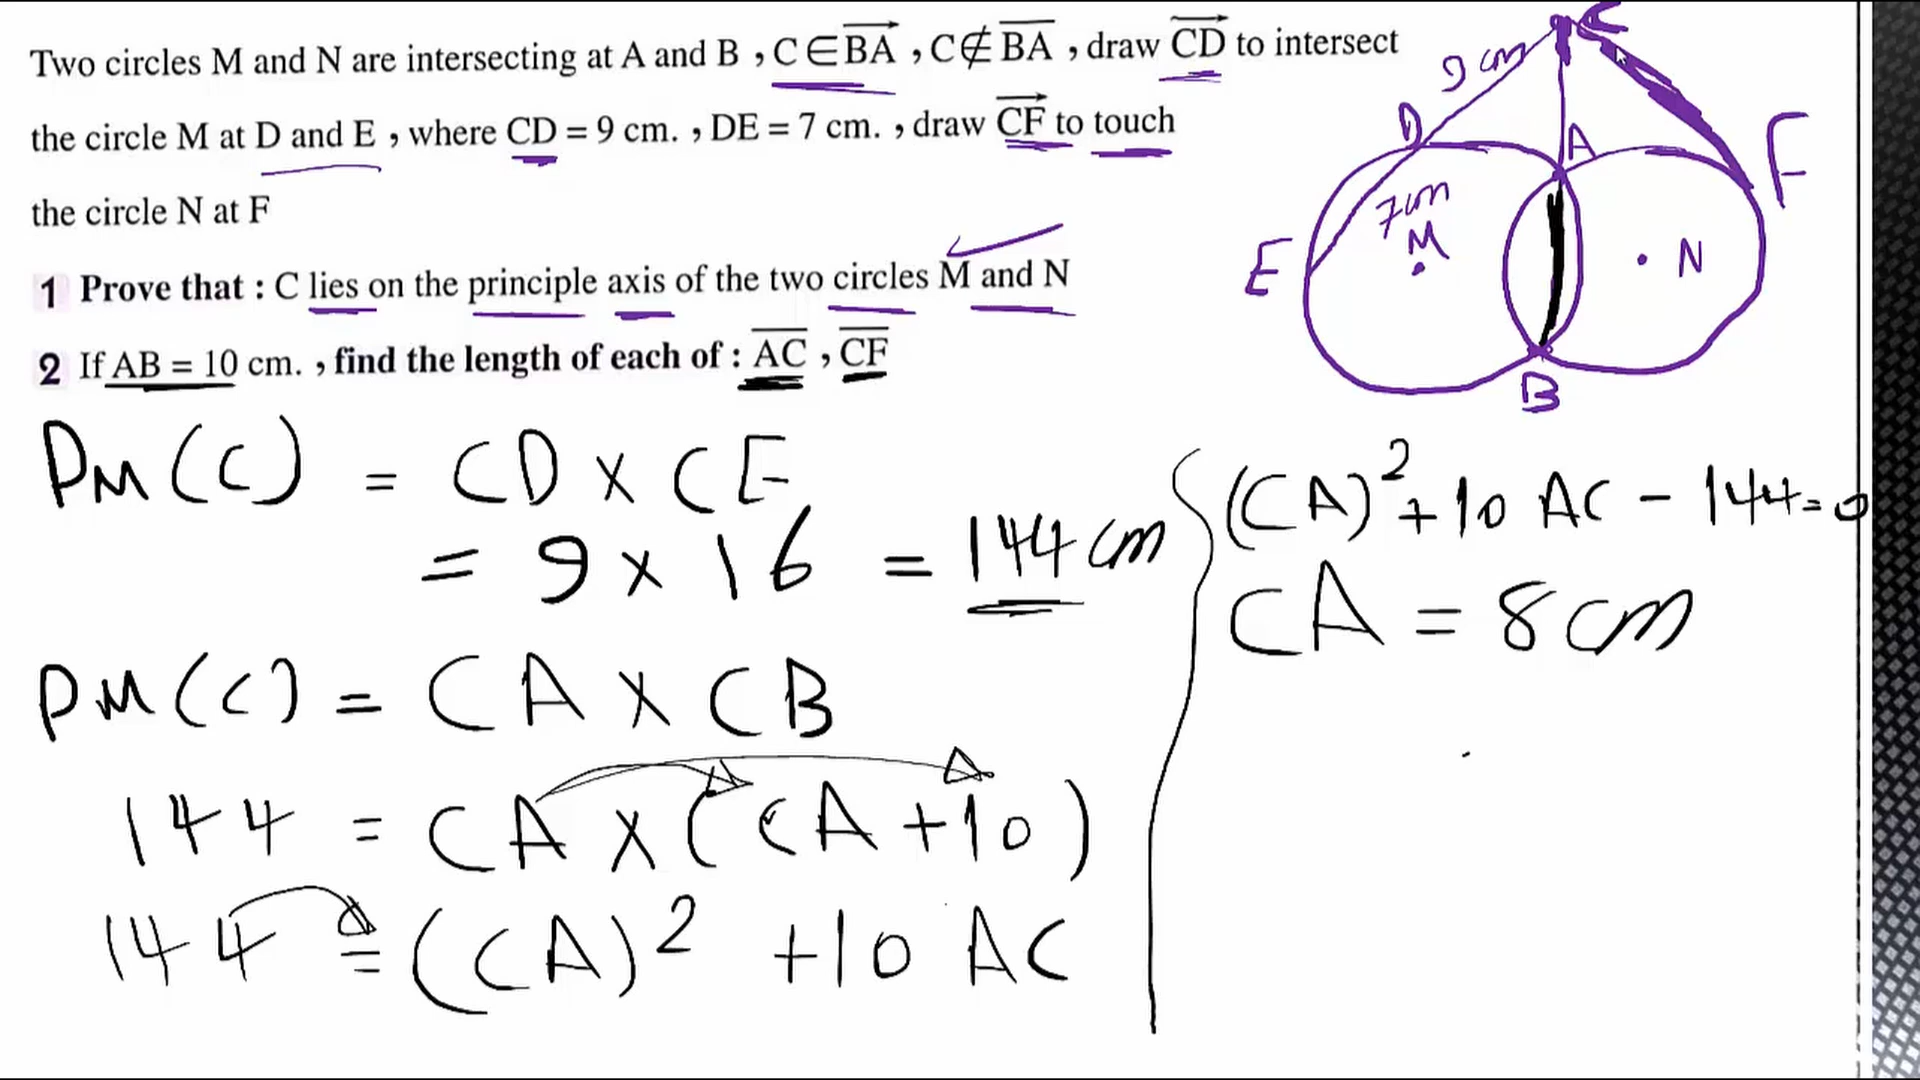 Two circles M and N are intersecting at A and B , C ∈ BA , C ∉ BA , draw CD to intersect
the circle M at D and E , where CD = 9 cm. , DE = 7 cm. , draw CF to touch
the circle N at F
1 Prove that : C lies on the principle axis of the two circles M and N
2 If AB = 10 cm. , find the length of each of : AC , CF
C
9 cm
D
A
F
7cm
M
N
E
B
PM(C) = CD x CE
= 9 x 16 = 144 cm
PM(C) = CA x CB
144 = CA x (CA + 10)
144 = (CA)² + 10 AC
(CA)² + 10 AC - 144 = 0
CA = 8 cm